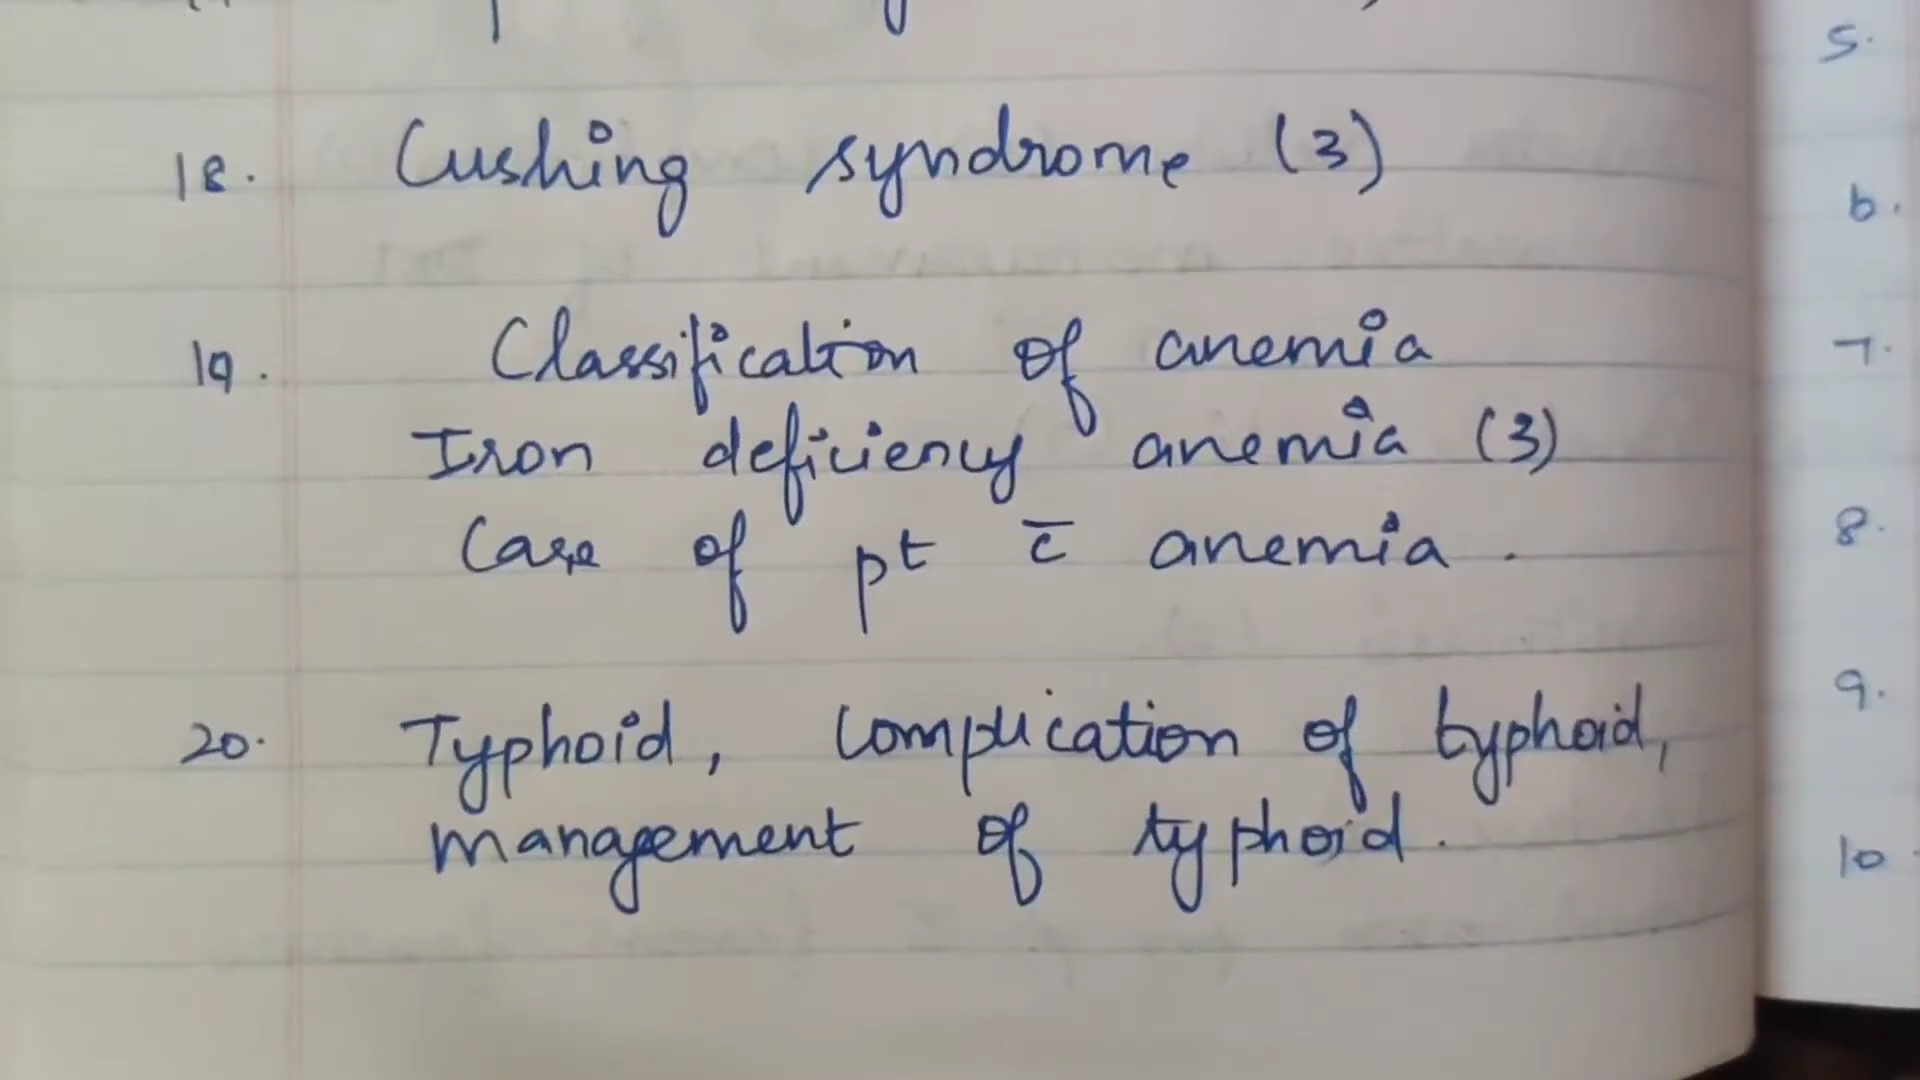 18. Cushing syndrome (3)
19. Classification of anemia
Iron deficiency anemia (3)
Case of pt c̅ anemia.
20. Typhoid, complication of typhoid,
management of typhoid.
5.
6.
7.
8.
9.
10